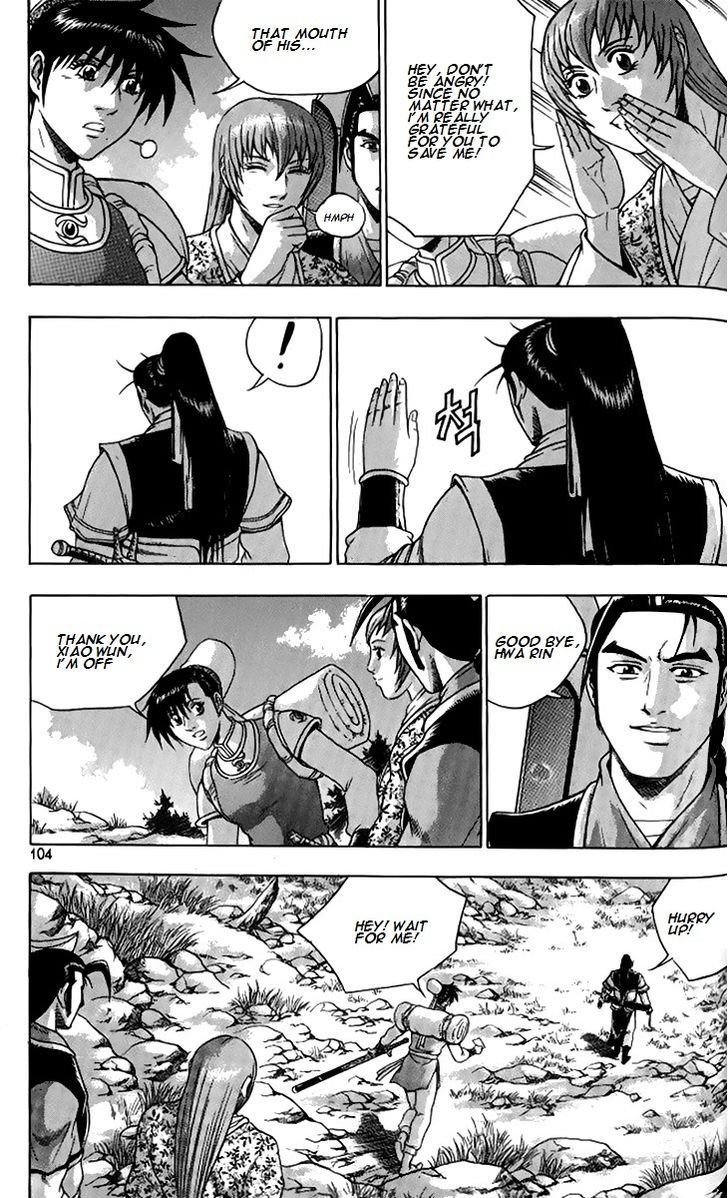 HEY, DON'T
BE ANGRY!
SINCE NO
MATTER WHAT,
I'M REALLY
GRATEFUL
FOR YOU TO
SAVE ME!
THAT MOUTH
OF HIS...
HMPH
척
!
GOOD BYE,
HWA RIN
THANK YOU,
XIAO WUN,
I'M OFF
104
HURRY
UP!
HEY! WAIT
FOR ME!